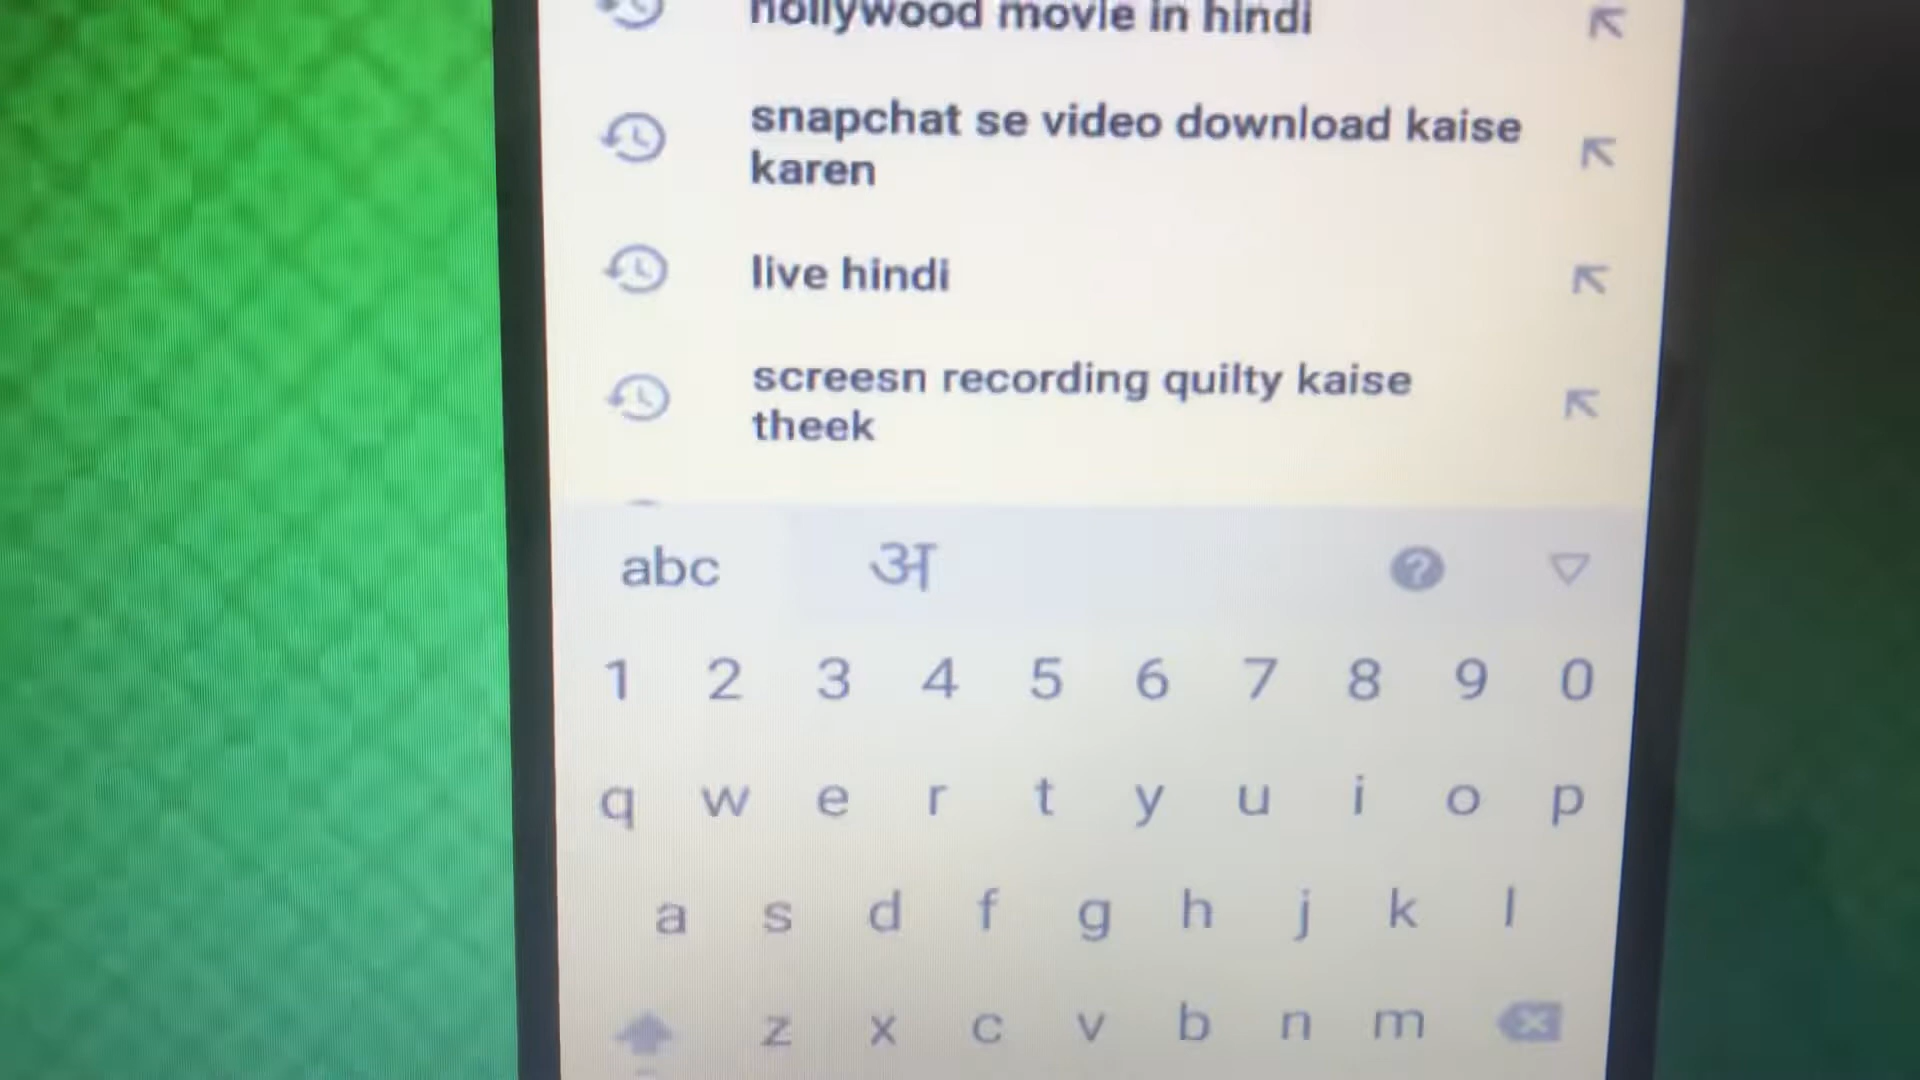 hollywood movie in hindi
snapchat se video download kaise
karen
live hindi
screesn recording quilty kaise
theek
abc अ ?
1 2 3 4 5 6 7 8 9 0
q w e r t y u i o p
a s d f g h j k l
z x c v b n m